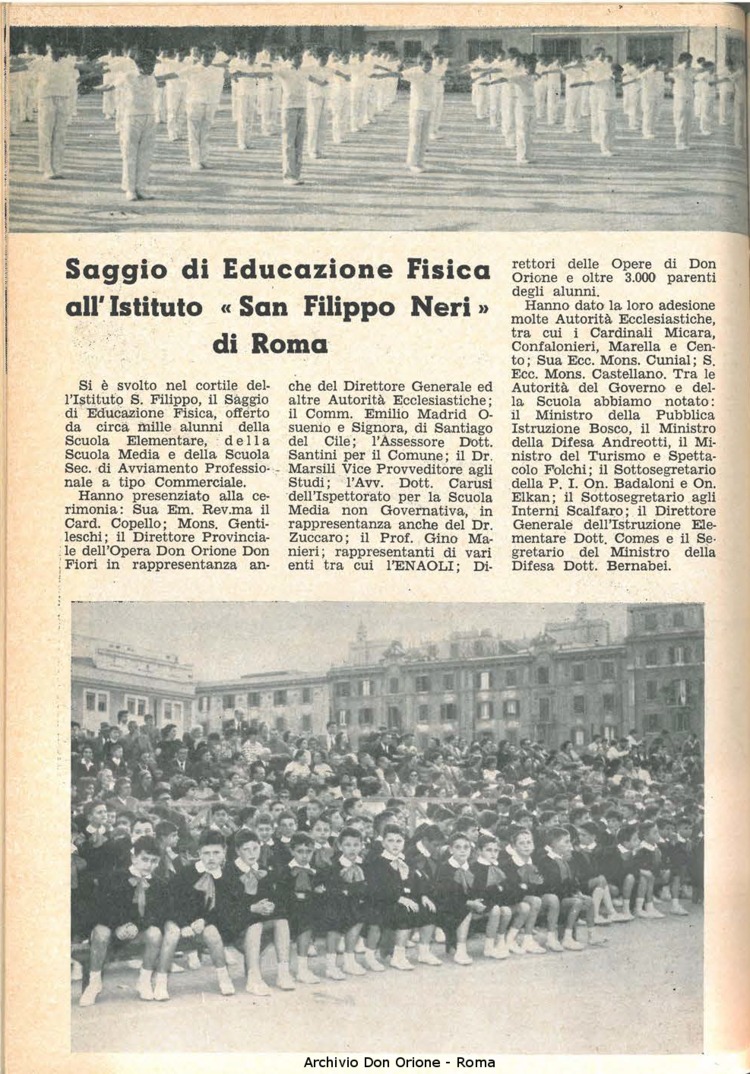 Saggio di Educazione Fisica
all'Istituto « San Filippo Neri »
di Roma
Si è svolto nel cortile del-
l'Istituto S. Filippo, il Saggio
di Educazione Fisica, offerto
da circa mille alunni della
Scuola Elementare, della
Scuola Media e della Scuola
Sec. di Avviamento Professio-
nale a tipo Commerciale.
Hanno presenziato alla ce-
rimonia: Sua Em. Rev.ma il
Card. Copello; Mons. Genti-
leschi; il Direttore Provincia-
le dell'Opera Don Orione Don
Fiori in rappresentanza an-
che del Direttore Generale ed
altre Autorità Ecclesiastiche;
il Comm. Emilio Madrid O-
suenio e Signora, di Santiago
del Cile; l'Assessore Dott.
Santini per il Comune; il Dr.
Marsili Vice Provveditore agli
Studi; l'Avv. Dott. Carusi
dell'Ispettorato per la Scuola
Media non Governativa, in
rappresentanza anche del Dr.
Zuccaro; il Prof. Gino Ma-
nieri; rappresentanti di vari
enti tra cui l'ENAOLI; Di-
rettori delle Opere di Don
Orione e oltre 3.000 parenti
degli alunni.
Hanno dato la loro adesione
molte Autorità Ecclesiastiche,
tra cui i Cardinali Micara,
Confalonieri, Marella e Cen-
to; Sua Ecc. Mons. Cunial; S.
Ecc. Mons. Castellano. Tra le
Autorità del Governo e del-
la Scuola abbiamo notato:
il Ministro della Pubblica
Istruzione Bosco, il Ministro
della Difesa Andreotti, il Mi-
nistro del Turismo e Spetta-
colo Folchi; il Sottosegretario
della P. I. On. Badaloni e On.
Elkan; il Sottosegretario agli
Interni Scalfaro; il Direttore
Generale dell'Istruzione Ele-
mentare Dott. Comes e il Se-
gretario del Ministro della
Difesa Dott. Bernabei.
Archivio Don Orione - Roma